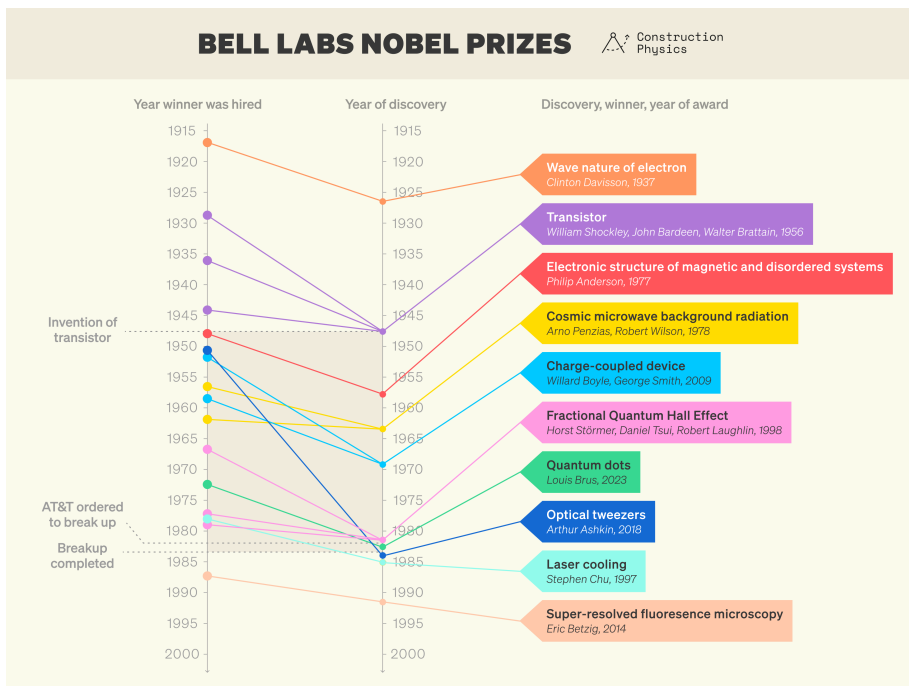 BELL LABS NOBEL PRIZES
Construction
Physics
Year winner was hired
Year of discovery
Discovery, winner, year of award
1915
1920
1925
1930
1935
1940
1945
1950
1955
1960
1965
1970
1975
1980
1985
1990
1995
2000
1915
1920
1925
1930
1935
1940
1945
1950
1955
1960
1965
1970
1975
1980
1985
1990
1995
2000
Invention of
transistor
AT&T ordered
to break up
Breakup
completed
Wave nature of electron
Clinton Davisson, 1937
Transistor
William Shockley, John Bardeen, Walter Brattain, 1956
Electronic structure of magnetic and disordered systems
Philip Anderson, 1977
Cosmic microwave background radiation
Arno Penzias, Robert Wilson, 1978
Charge-coupled device
Willard Boyle, George Smith, 2009
Fractional Quantum Hall Effect
Horst Störmer, Daniel Tsui, Robert Laughlin, 1998
Quantum dots
Louis Brus, 2023
Optical tweezers
Arthur Ashkin, 2018
Laser cooling
Stephen Chu, 1997
Super-resolved fluoresence microscopy
Eric Betzig, 2014